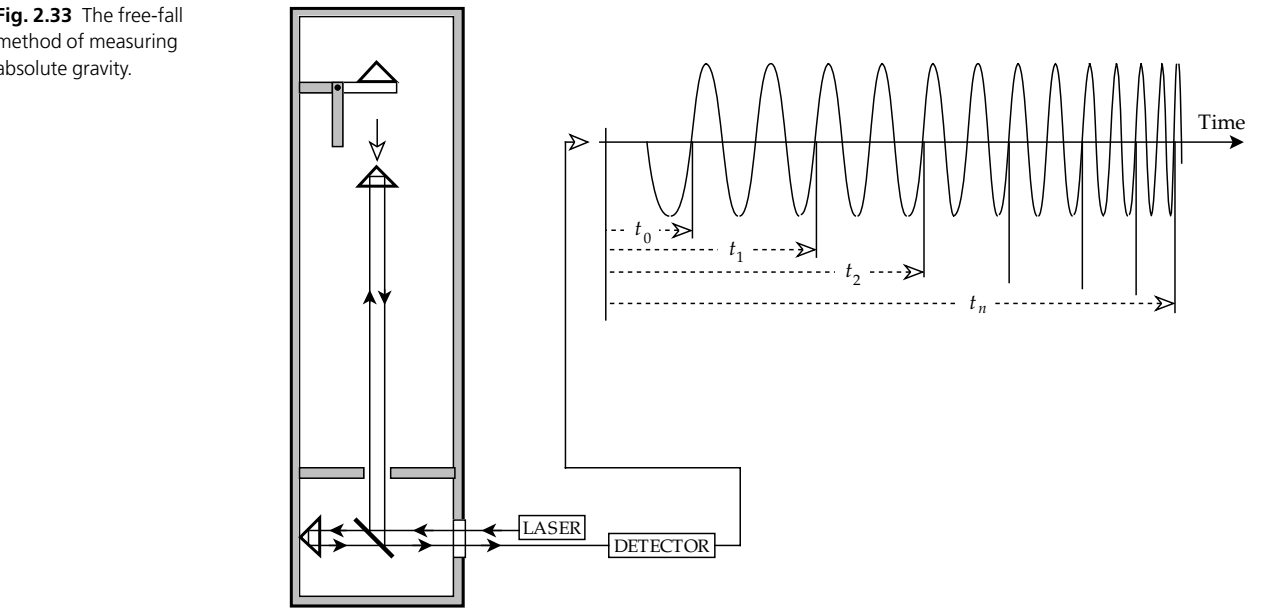 Fig. 2.33 The free-fall
method of measuring
absolute gravity.
Time
t0
t1
t2
tn
LASER
DETECTOR